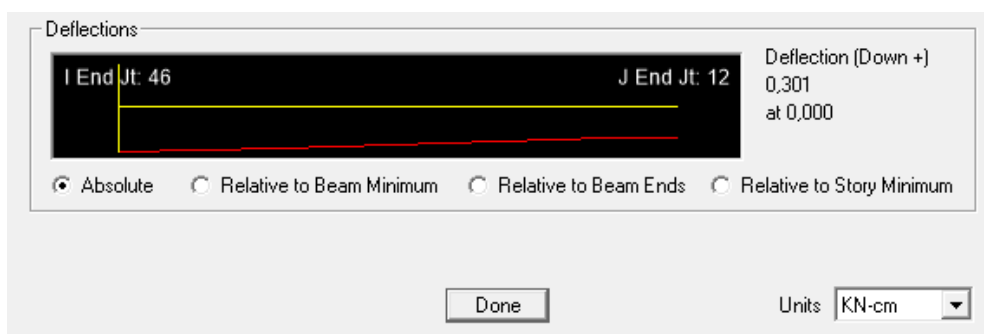 Deflections
I End Jt: 46
J End Jt: 12
Deflection (Down +)
0,301
at 0,000
Absolute
Relative to Beam Minimum
Relative to Beam Ends
Relative to Story Minimum
Done
Units
KN-cm